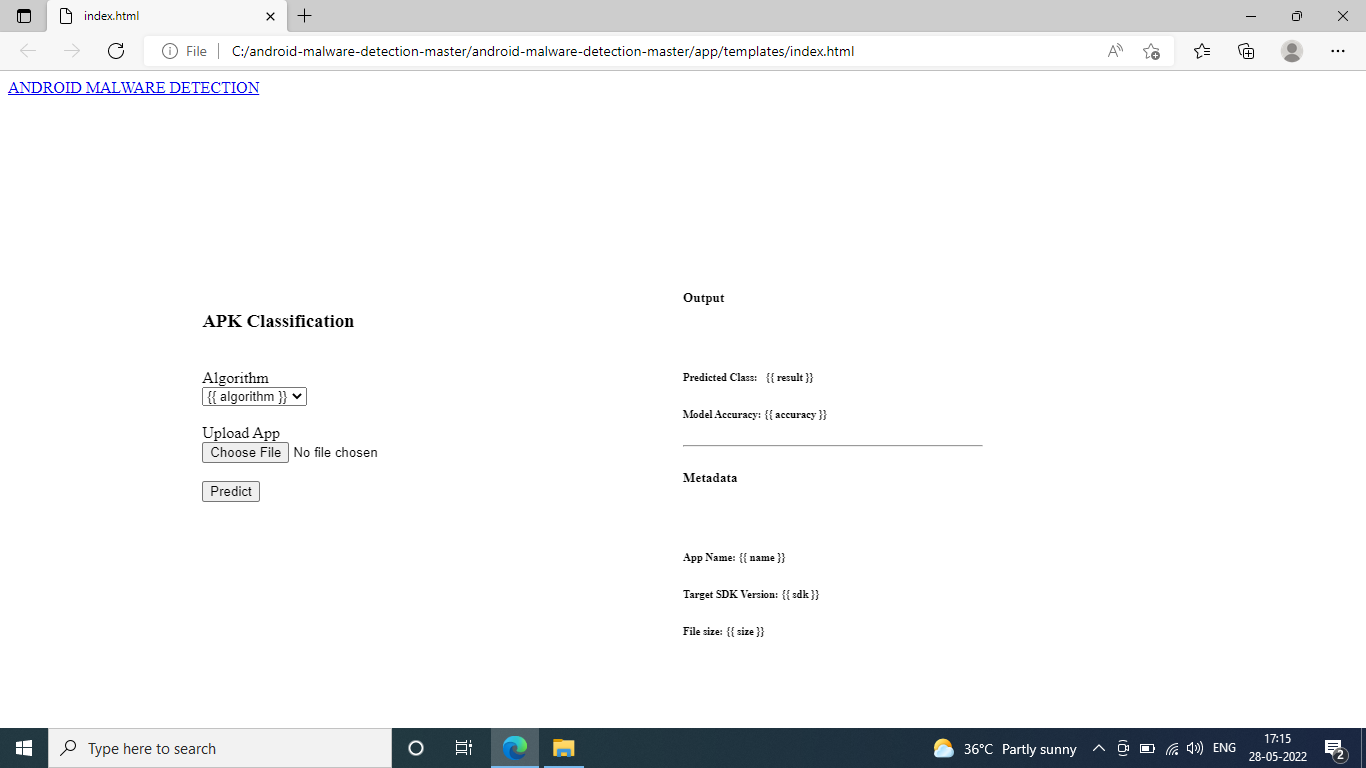 index.html
File
C:/android-malware-detection-master/android-malware-detection-master/app/templates/index.html
ANDROID MALWARE DETECTION
APK Classification
Algorithm
{{ algorithm }}
Upload App
Choose File No file chosen
Predict
Output
Predicted Class: {{ result }}
Model Accuracy: {{ accuracy }}
Metadata
App Name: {{ name }}
Target SDK Version: {{ sdk }}
File size: {{ size }}
Type here to search
36°C Partly sunny
ENG
17:15
28-05-2022
2